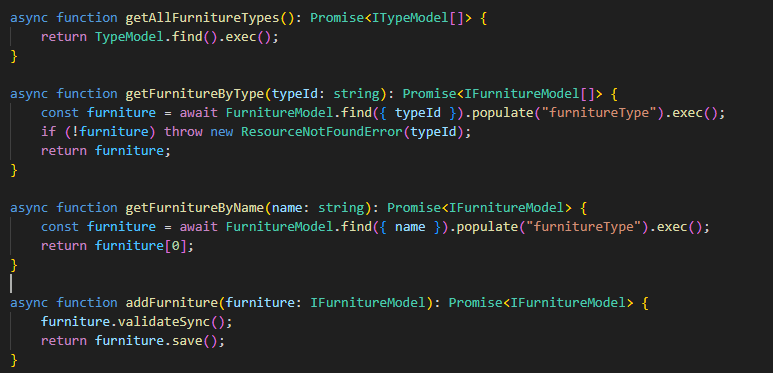 async function getAllFurnitureTypes(): Promise<ITypeModel[]> {
    return TypeModel.find().exec();
}
async function getFurnitureByType(typeId: string): Promise<IFurnitureModel[]> {
    const furniture = await FurnitureModel.find({ typeId }).populate("furnitureType").exec();
    if (!furniture) throw new ResourceNotFoundError(typeId);
    return furniture;
}
async function getFurnitureByName(name: string): Promise<IFurnitureModel> {
    const furniture = await FurnitureModel.find({ name }).populate("furnitureType").exec();
    return furniture[0];
}
async function addFurniture(furniture: IFurnitureModel): Promise<IFurnitureModel> {
    furniture.validateSync();
    return furniture.save();
}